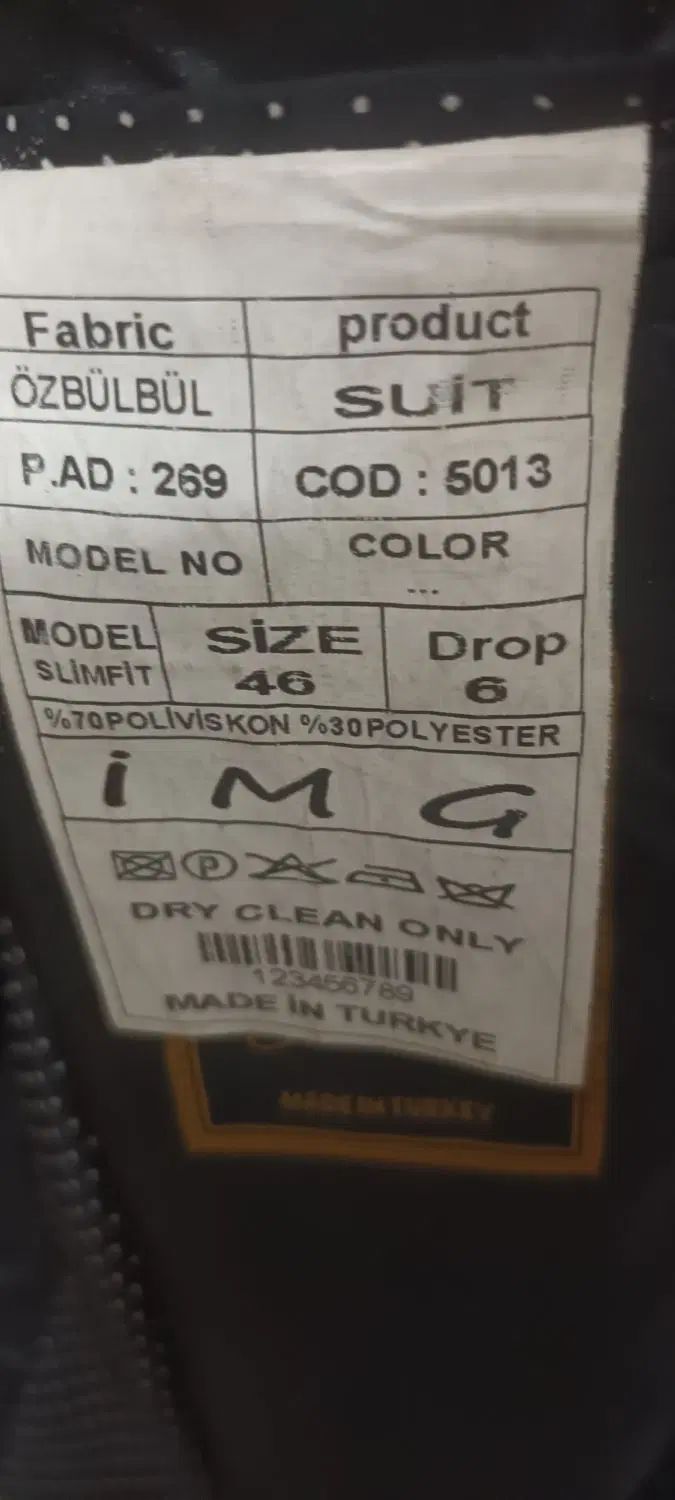 Fabric product
ÖZBÜLBÜL SUİT
P.AD : 269 COD : 5013
MODEL NO COLOR
...
MODEL SİZE Drop
SLİMFİT 46 6
%70POLİVİSKON %30POLYESTER
İ M G
P
DRY CLEAN ONLY
123456789
MADE İN TURKYE
MADE IN TURKEY